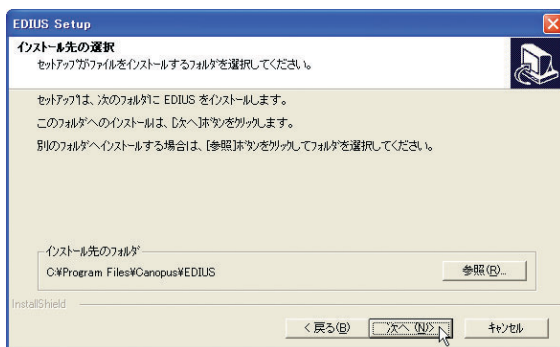 EDIUS Setup
インストール先の選択
セットアップがファイルをインストールするフォルダを選択してください。
セットアップは、次のフォルダに EDIUS をインストールします。
このフォルダへのインストールは、[次へ]ボタンをクリックします。
別のフォルダへインストールする場合は、[参照]ボタンをクリックしてフォルダを選択してください。
インストール先のフォルダ
C:¥Program Files¥Canopus¥EDIUS
参照(R)...
InstallShield
< 戻る(B)
次へ (N)>
キャンセル